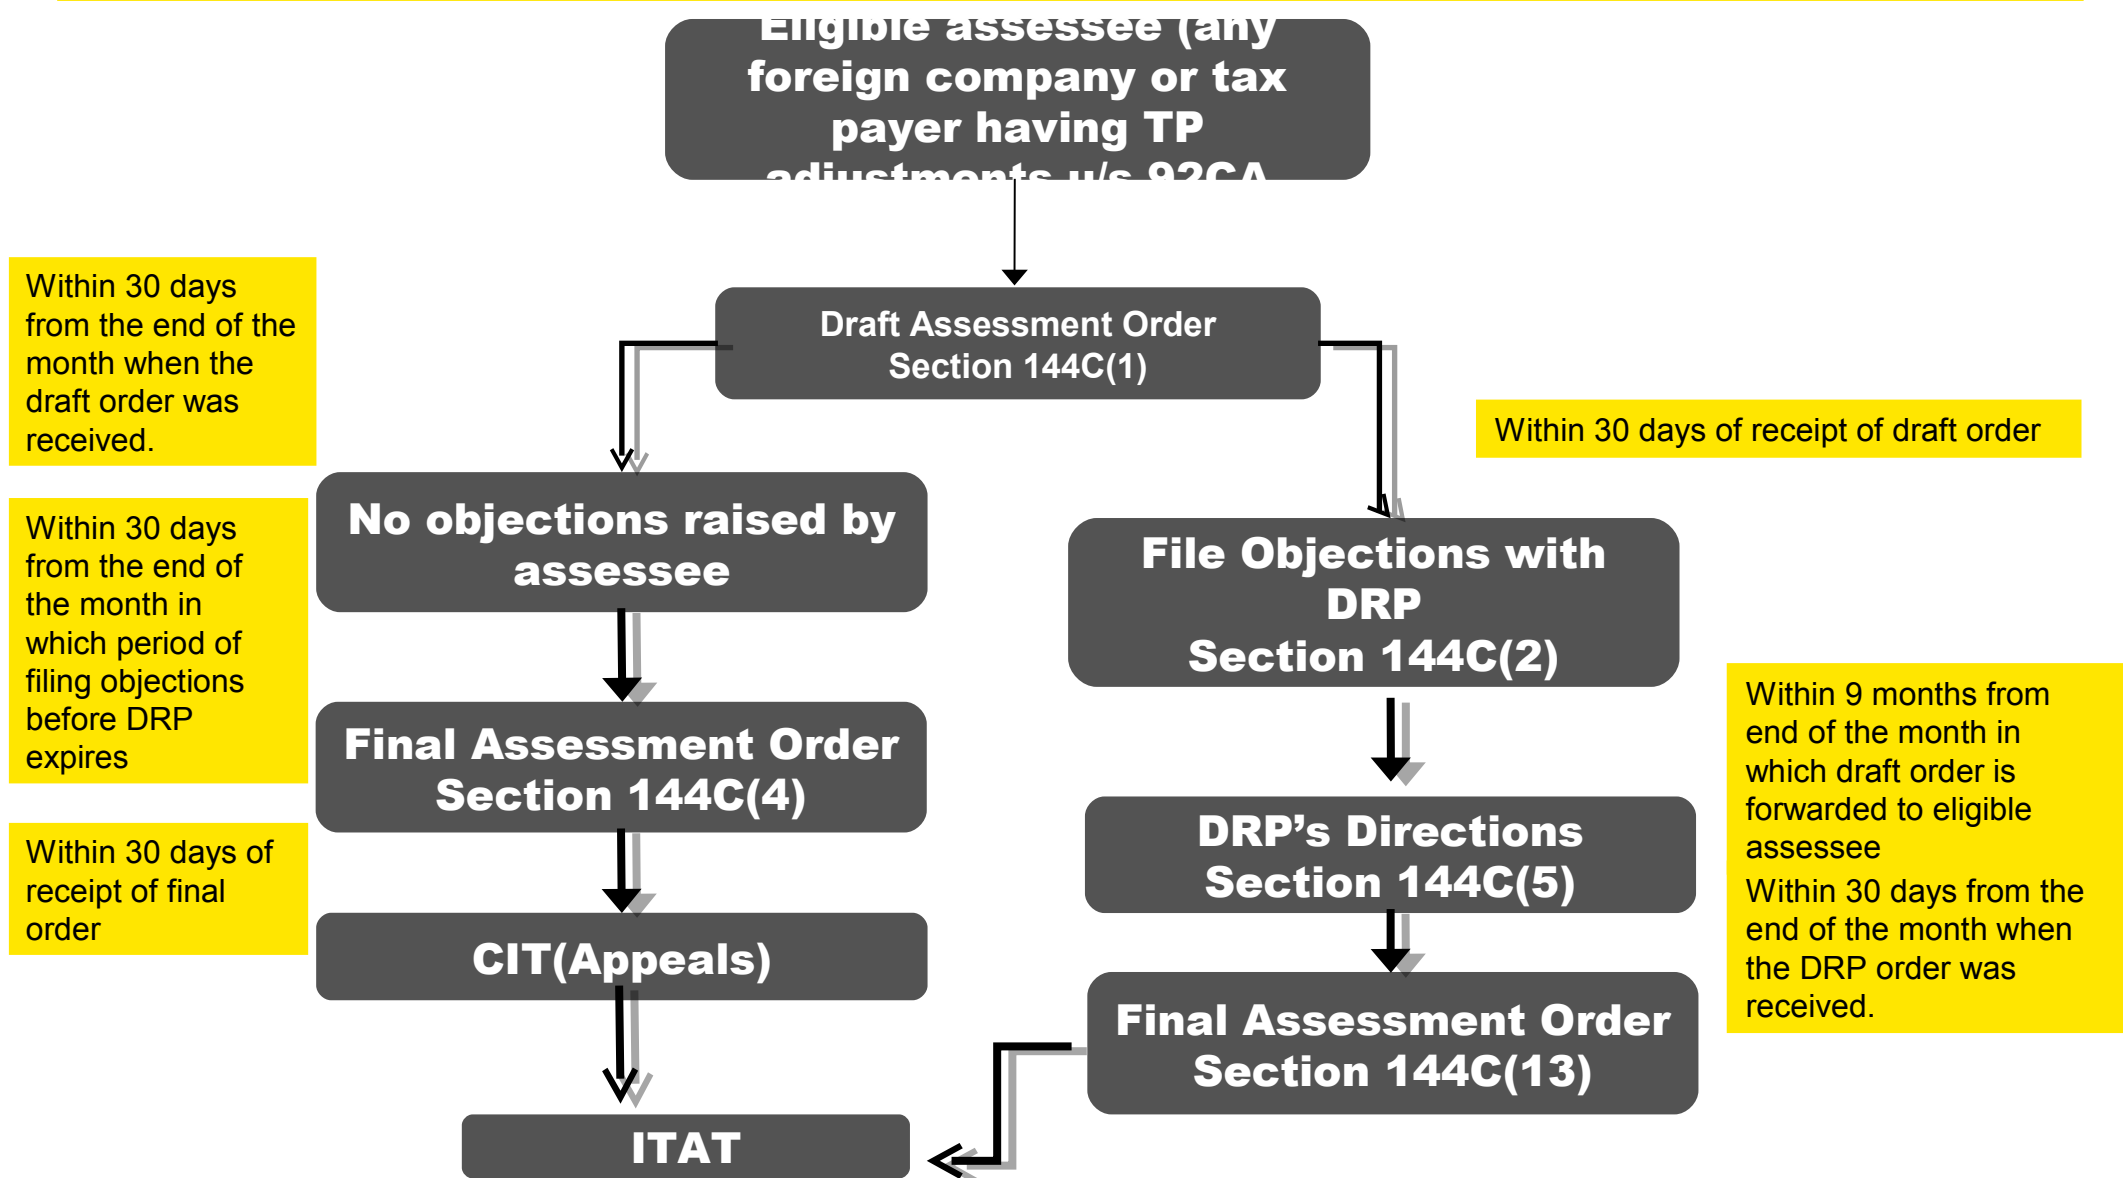 Eligible assessee (any
foreign company or tax
payer having TP
adjustments u/s 92CA
Draft Assessment Order
Section 144C(1)
Within 30 days
from the end of the
month when the
draft order was
received.
Within 30 days of receipt of draft order
No objections raised by
assessee
Within 30 days
from the end of
the month in
which period of
filing objections
before DRP
expires
File Objections with
DRP
Section 144C(2)
Final Assessment Order
Section 144C(4)
Within 9 months from
end of the month in
which draft order is
forwarded to eligible
assessee
Within 30 days from the
end of the month when
the DRP order was
received.
DRP’s Directions
Section 144C(5)
Within 30 days of
receipt of final
order
CIT(Appeals)
Final Assessment Order
Section 144C(13)
ITAT